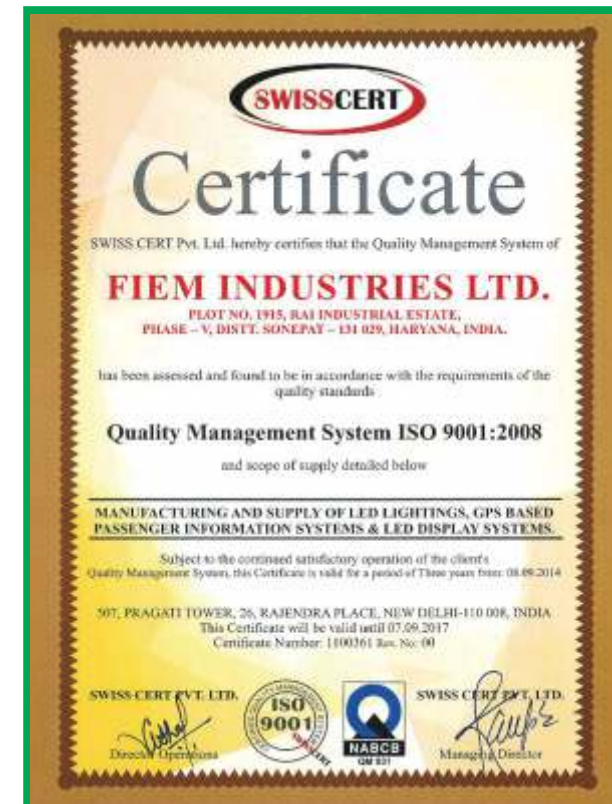 SWISSCERT
Certificate
SWISS CERT Pvt. Ltd. hereby certifies that the Quality Management System of
FIEM INDUSTRIES LTD.
PLOT NO. 1915, RAI INDUSTRIAL ESTATE,
PHASE – V, DISTT. SONEPAT – 131 029, HARYANA, INDIA.
has been assessed and found to be in accordance with the requirements of the
quality standards
Quality Management System ISO 9001:2008
and scope of supply detailed below
MANUFACTURING AND SUPPLY OF LED LIGHTINGS, GPS BASED
PASSENGER INFORMATION SYSTEMS & LED DISPLAY SYSTEMS.
Subject to the continued satisfactory operation of the client's
Quality Management System, this Certificate is valid for a period of Three years from: 08.09.2014
507, PRAGATI TOWER, 26, RAJENDRA PLACE, NEW DELHI-110 008, INDIA
This Certificate will be valid until 07.09.2017
Certificate Number: 1100361 Rev. No: 00
SWISS CERT PVT. LTD.
ISO
9001
SWISS CERT PVT. LTD.
NABCB
QM 031
Director Operations
Managing Director